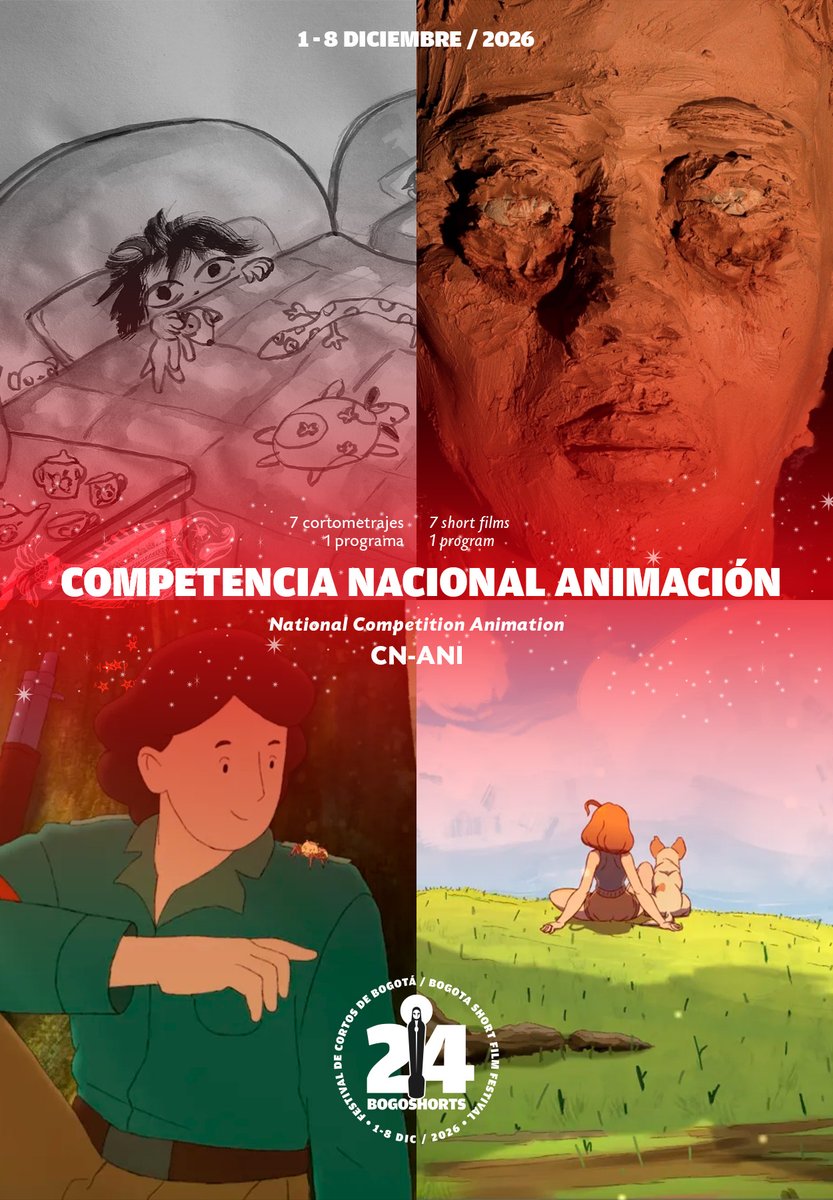 1 - 8 DICIEMBRE / 2026
7 cortometrajes
1 programa
7 short films
1 program
COMPETENCIA NACIONAL ANIMACIÓN
National Competition Animation
CN-ANI
FESTIVAL DE CORTOS DE BOGOTÁ / BOGOTA SHORT FILM FESTIVAL
24
BOGOSHORTS
• 1-8 DIC / 2026 •